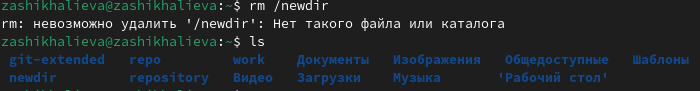 zashikhalieva@zashikhalieva:~$ rm /newdir
rm: невозможно удалить '/newdir': Нет такого файла или каталога
zashikhalieva@zashikhalieva:~$ ls
git-extended repo work Документы Изображения Общедоступные Шаблоны
newdir repository Видео Загрузки Музыка 'Рабочий стол'